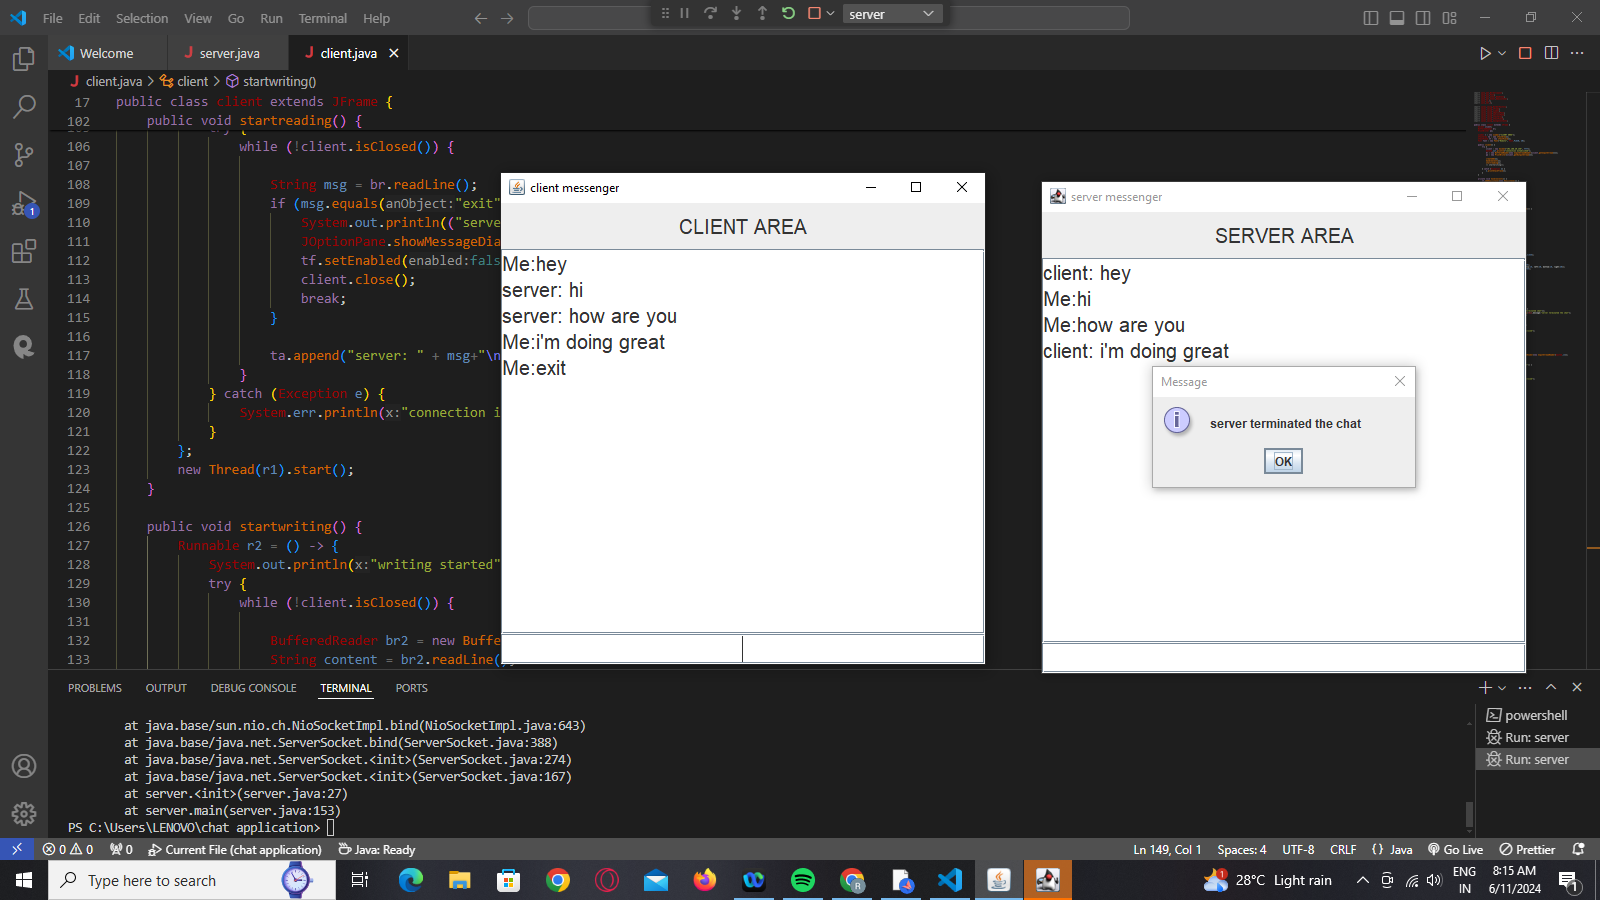 File Edit Selection View Go Run Terminal Help
server
Welcome
server.java
client.java
client.java > client > startwriting()
17 public class client extends JFrame {
102 public void startreading() {
106 while (!client.isClosed()) {
107
108 String msg = br.readLine();
109 if (msg.equals(anObject:"exit"
110 System.out.println(("serve
111 JOptionPane.showMessageDia
112 tf.setEnabled(enabled:fals
113 client.close();
114 break;
115 }
116
117 ta.append("server: " + msg+"\n
118 }
119 } catch (Exception e) {
120 System.err.println(x:"connection i
121 }
122 };
123 new Thread(r1).start();
124 }
125
126 public void startwriting() {
127 Runnable r2 = () -> {
128 System.out.println(x:"writing started"
129 try {
130 while (!client.isClosed()) {
131
132 BufferedReader br2 = new Buffe
133 String content = br2.readLine(
client messenger
CLIENT AREA
Me:hey
server: hi
server: how are you
Me:i'm doing great
Me:exit
server messenger
SERVER AREA
client: hey
Me:hi
Me:how are you
client: i'm doing great
Message
server terminated the chat
OK
PROBLEMS OUTPUT DEBUG CONSOLE TERMINAL PORTS
at java.base/sun.nio.ch.NioSocketImpl.bind(NioSocketImpl.java:643)
at java.base/java.net.ServerSocket.bind(ServerSocket.java:388)
at java.base/java.net.ServerSocket.<init>(ServerSocket.java:274)
at java.base/java.net.ServerSocket.<init>(ServerSocket.java:167)
at server.<init>(server.java:27)
at server.main(server.java:153)
PS C:\Users\LENOVO\chat application>
powershell
Run: server
Run: server
1
0 0 0 Current File (chat application) Java: Ready
Ln 149, Col 1 Spaces: 4 UTF-8 CRLF {} Java Go Live Prettier
Type here to search
1 28°C Light rain
ENG
IN
8:15 AM
6/11/2024
1